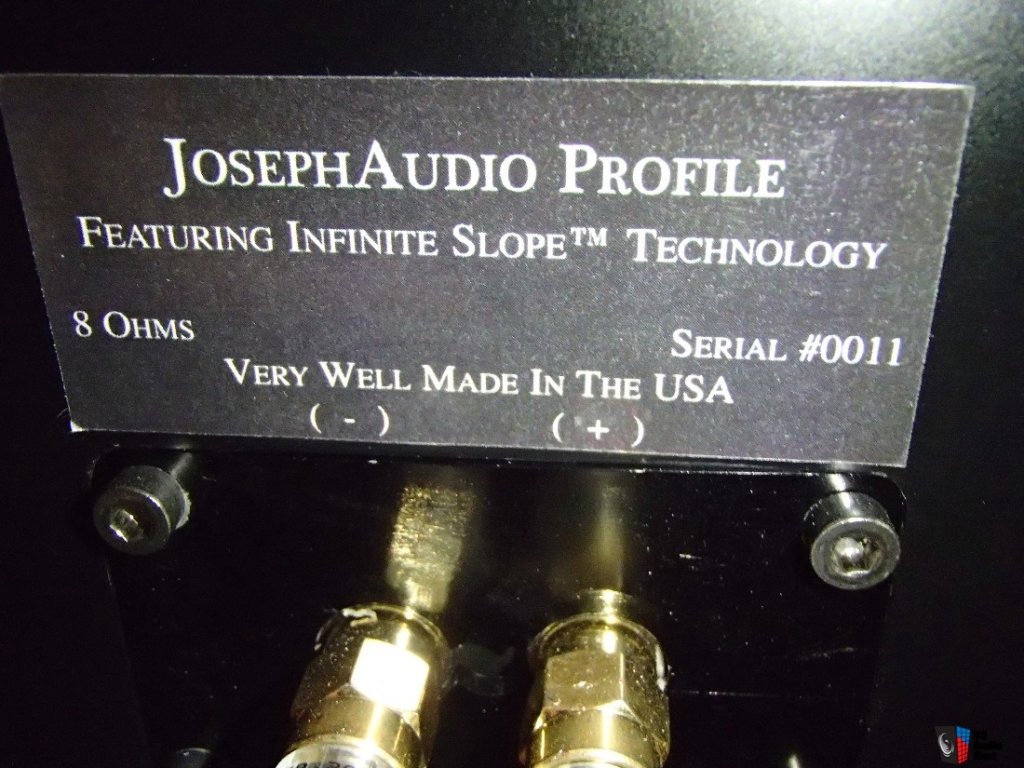 JosephAudio Profile
Featuring Infinite Slope™ Technology
8 Ohms
Serial #0011
Very Well Made In The USA
( - ) ( + )